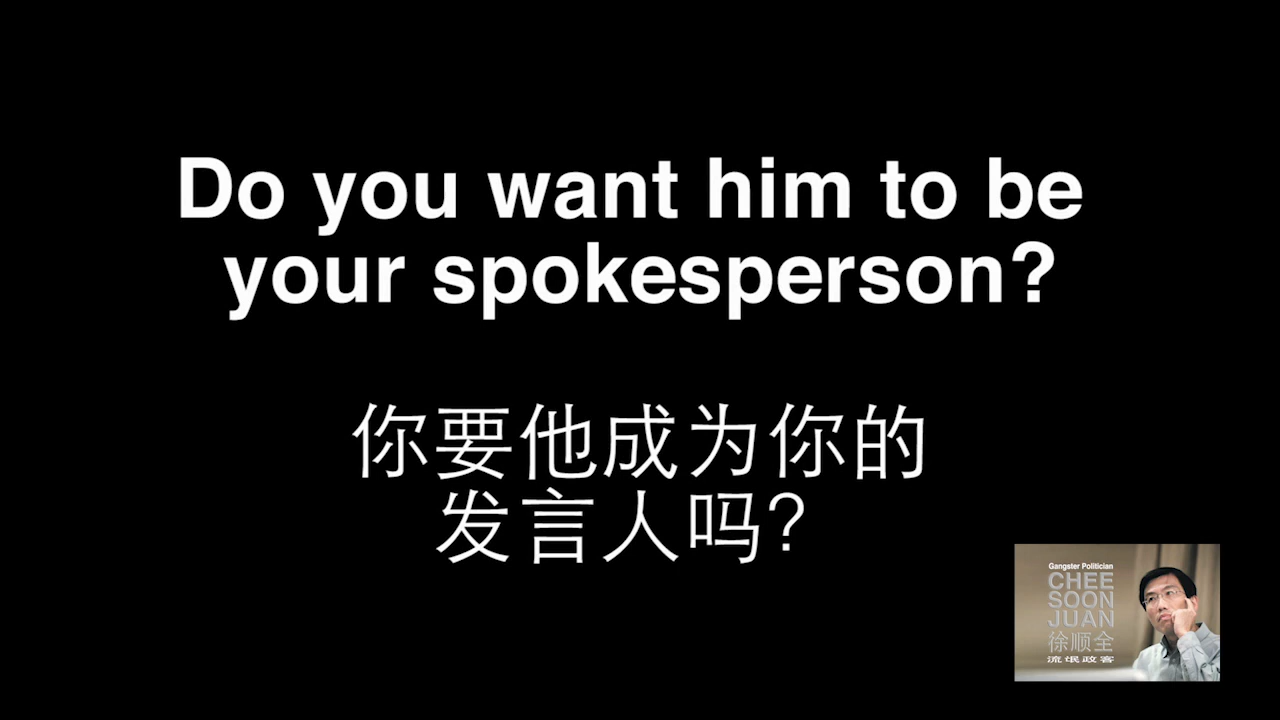 Do you want him to be
your spokesperson?
你要他成为你的
发言人吗?
Gangster Politician
CHEE
SOON
JUAN
徐顺全
流氓政客